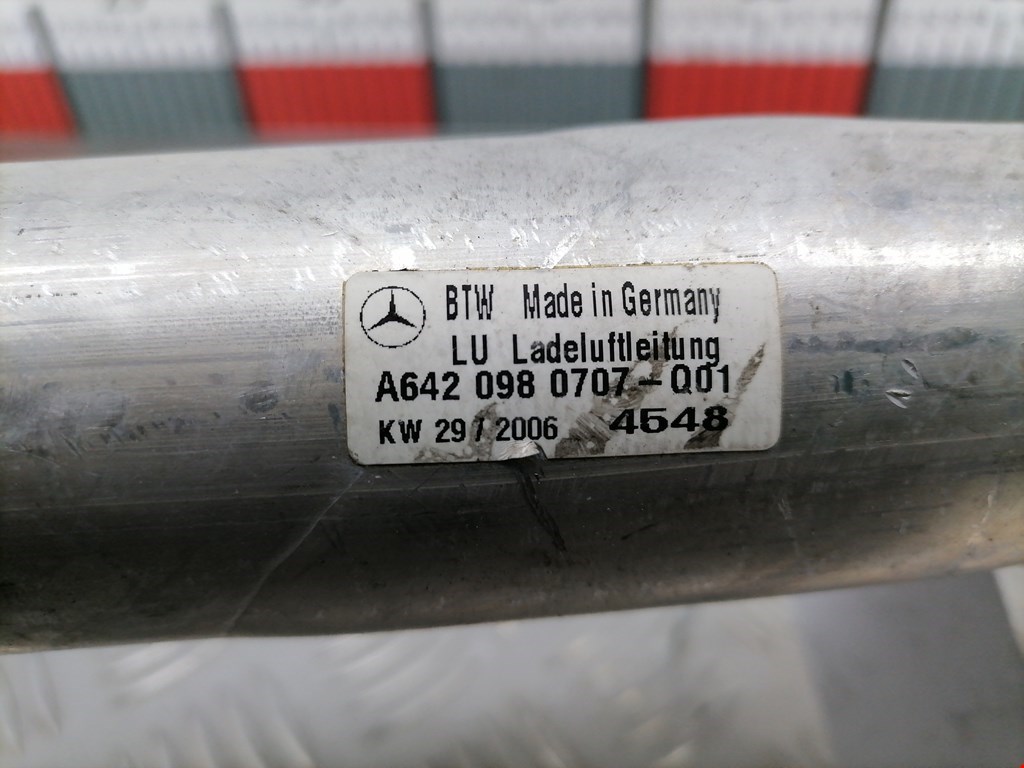 BTW Made in Germany
LU Ladeluftleitung
A642 098 0707-Q01
KW 29 / 2006 4548